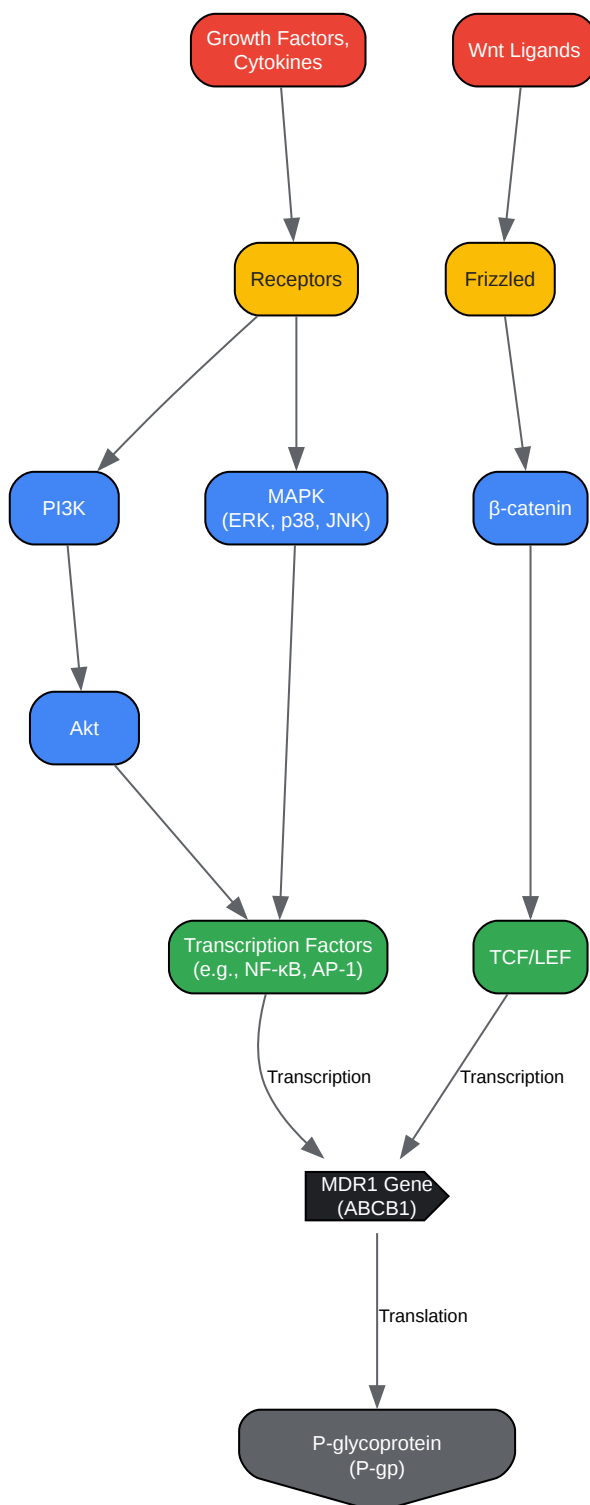 Growth Factors,
Cytokines
Wnt Ligands
Receptors
Frizzled
PI3K
MAPK
(ERK, p38, JNK)
β-catenin
Akt
Transcription Factors
(e.g., NF-κB, AP-1)
TCF/LEF
Transcription
Transcription
MDR1 Gene
(ABCB1)
Translation
P-glycoprotein
(P-gp)